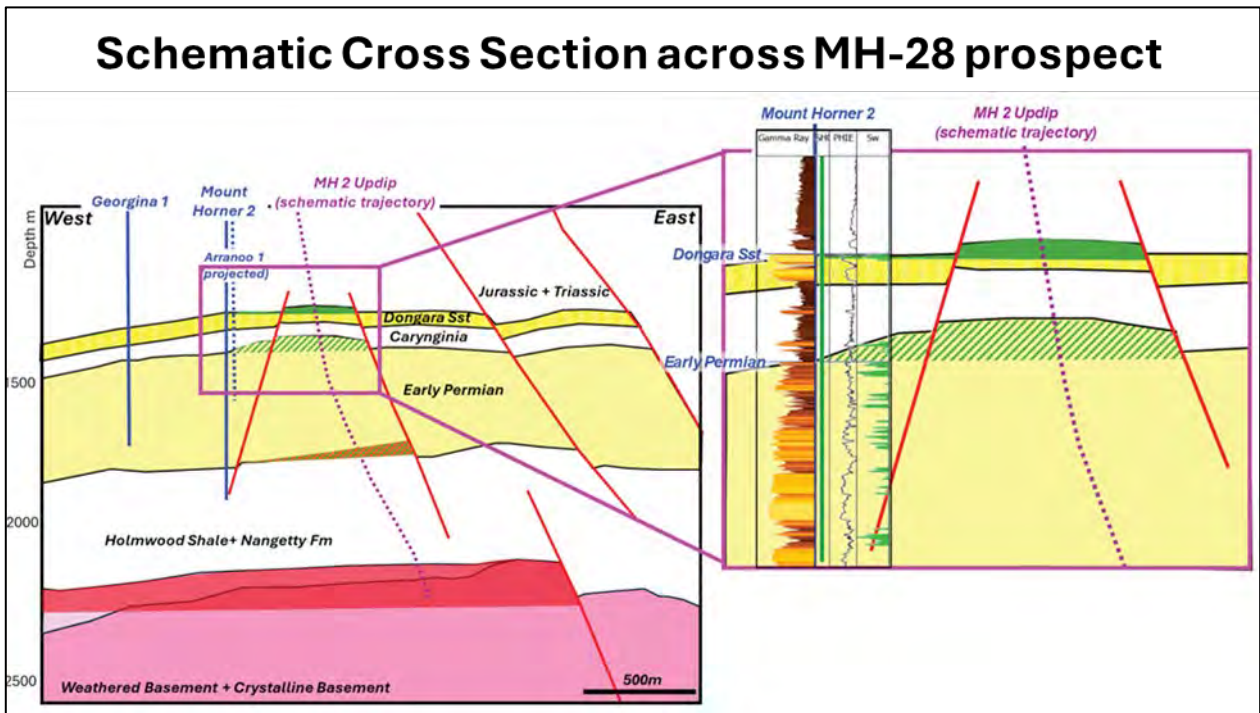 Schematic Cross Section across MH-28 prospect
West
Georgina 1
Mount
Horner 2
Arranoo 1
projected)
MH 2 Updip
(schematic trajectory)
East
Depth m
Jurassic + Triassic
Dongara Sst
Carynginia
1500
Early Permian
2000
Holmwood Shale+ Nangetty Fm
2500
Weathered Basement + Crystalline Basement
500m
Mount Horner 2
Gamma Ray
PHIE
Sw
MH 2 Updip
(schematic trajectory)
Dongara Sst
Early Permian